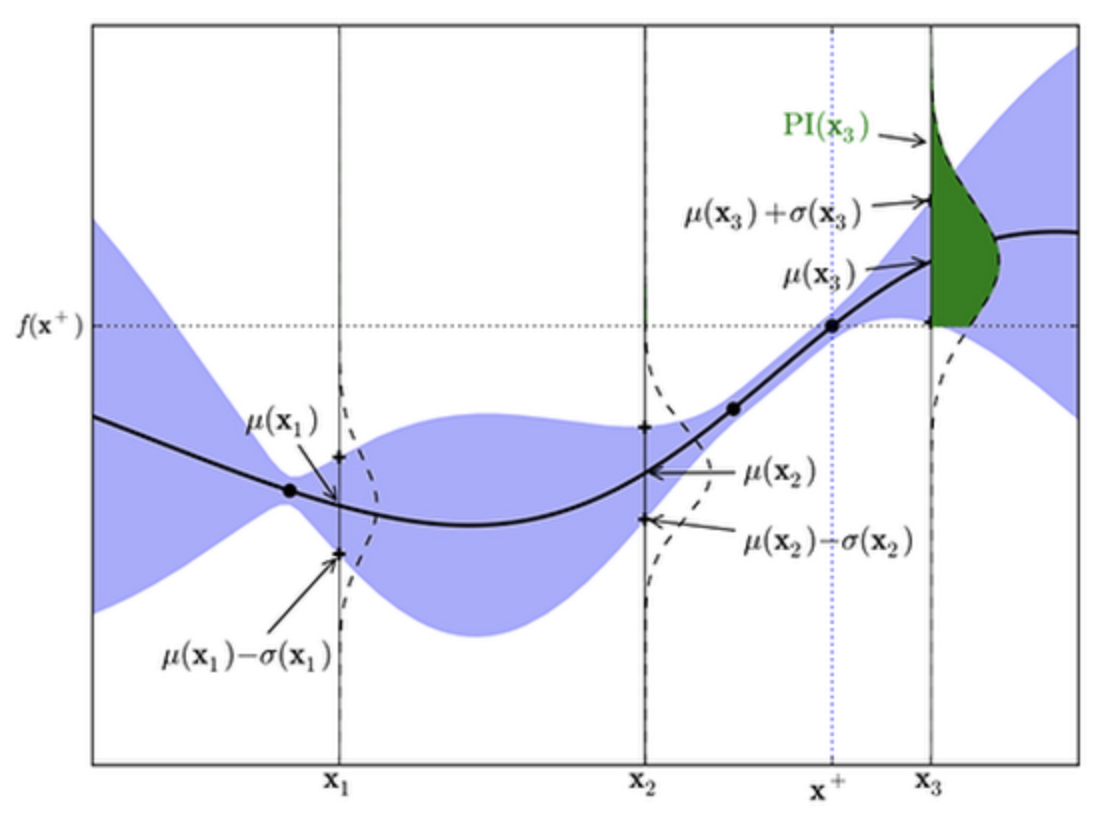 PI(x₃)
μ(x₃)+σ(x₃)
μ(x₃)
f(x⁺)
μ(x₁)
μ(x₂)
μ(x₂)−σ(x₂)
μ(x₁)−σ(x₁)
x₁ x₂ x⁺ x₃